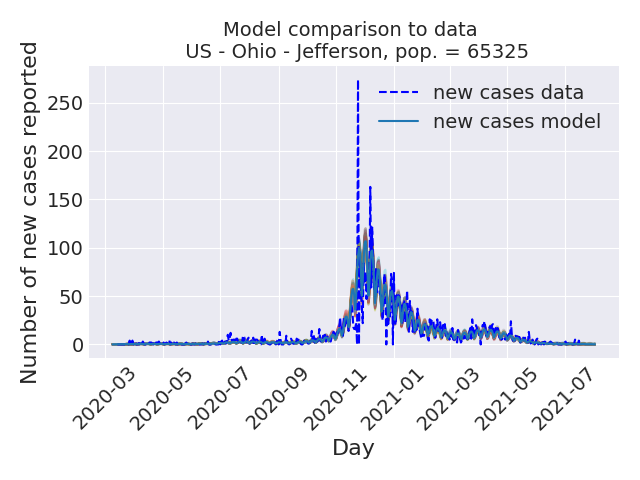 Model comparison to data
US - Ohio - Jefferson, pop. = 65325
Number of new cases reported
250
200
150
100
50
0
new cases data
new cases model
2020-03
2020-05
2020-07
2020-09
2020-11
2021-01
2021-03
2021-05
2021-07
Day